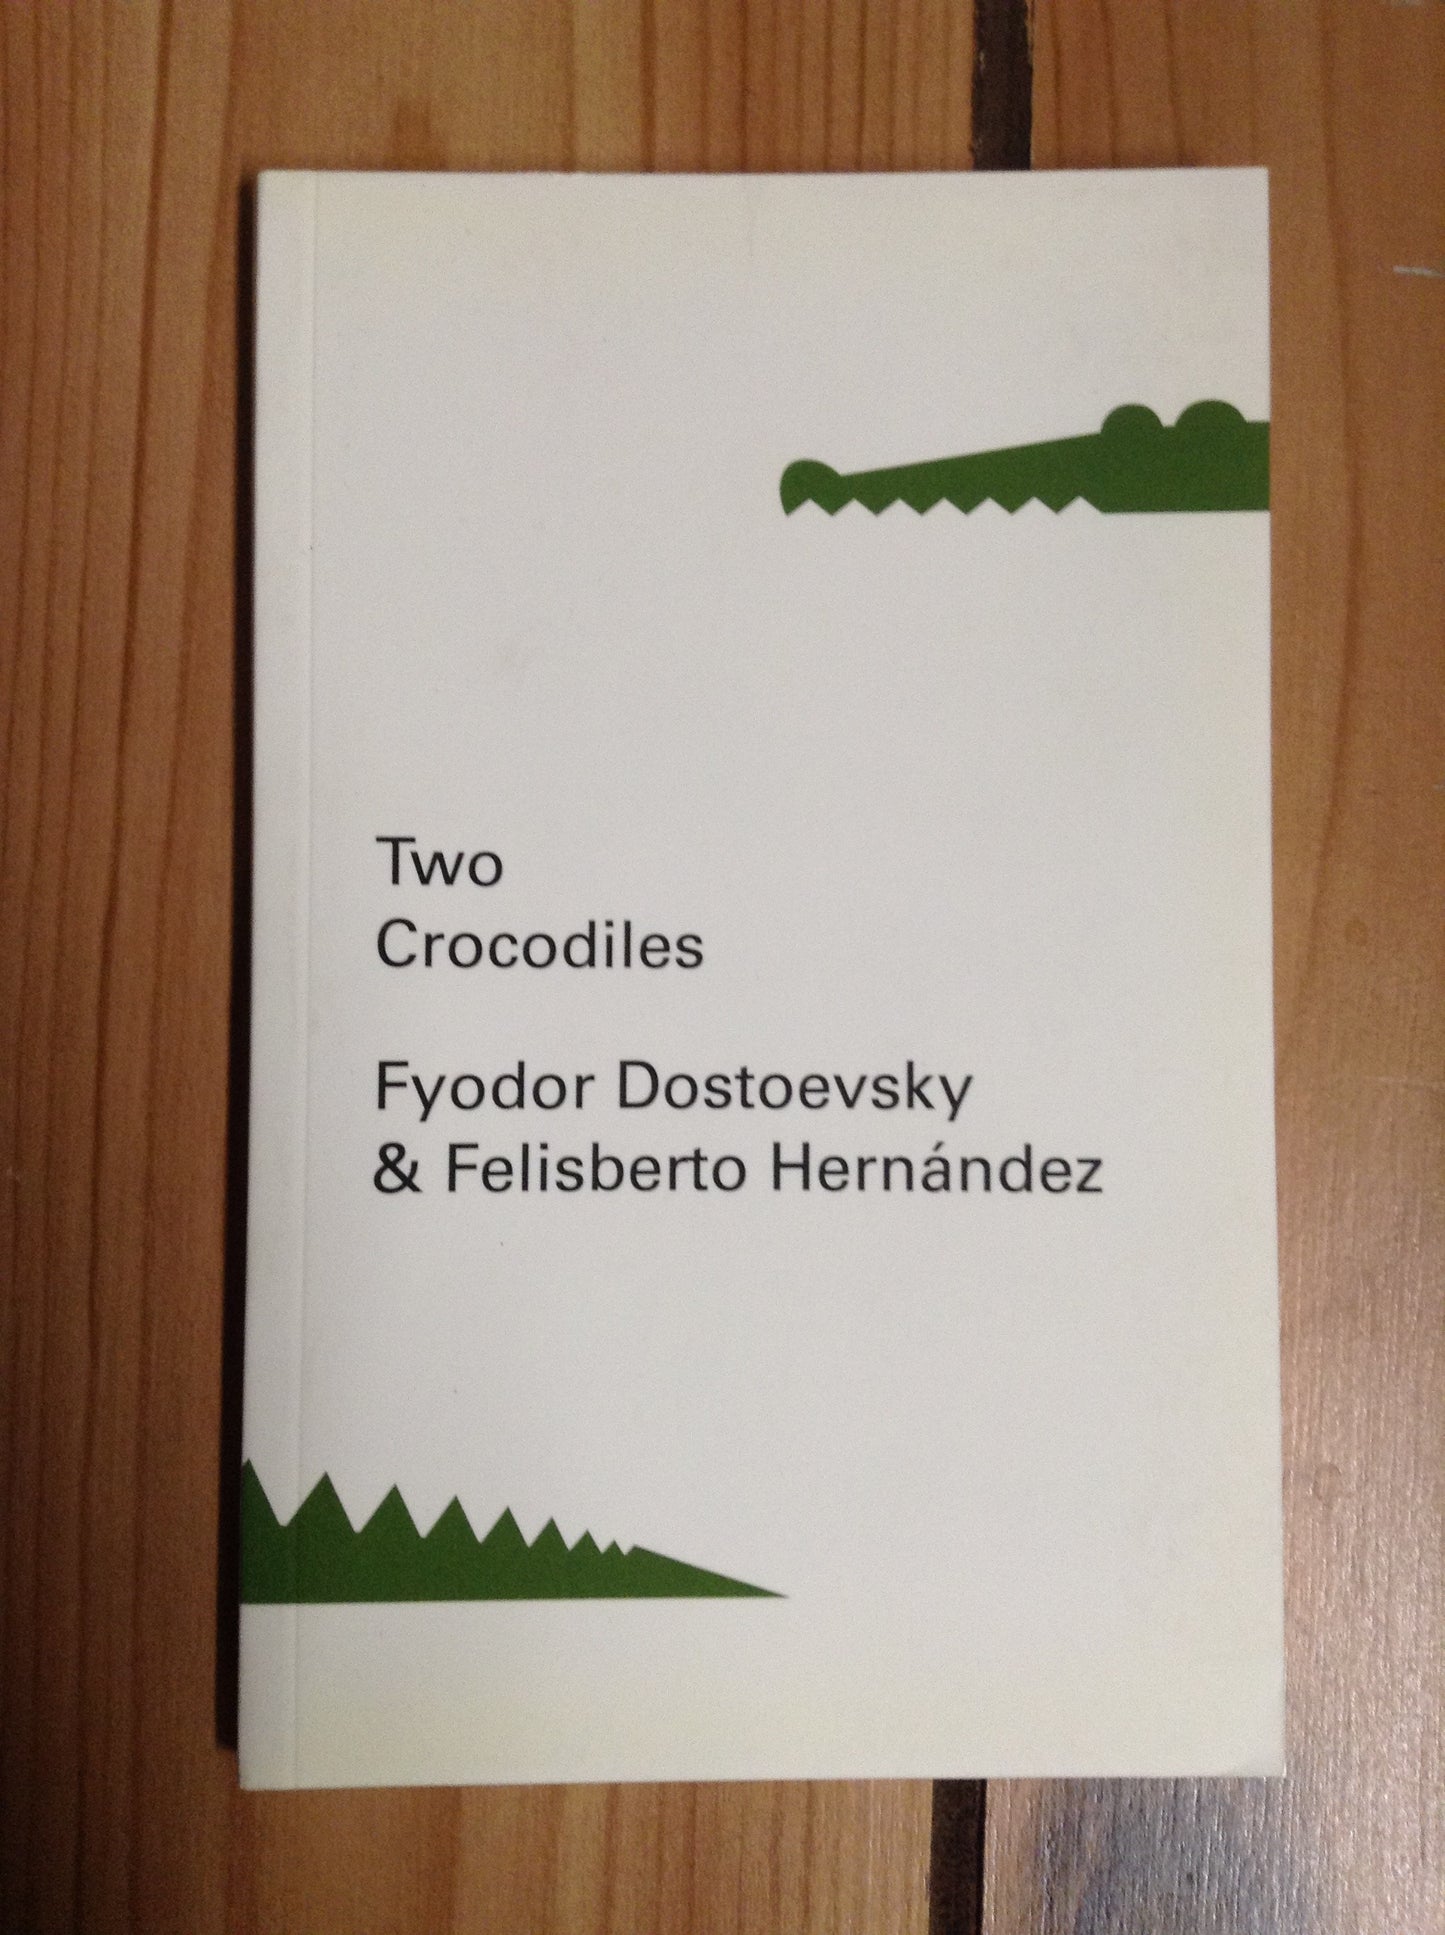 Two
Crocodiles
Fyodor Dostoevsky
& Felisberto Hernández